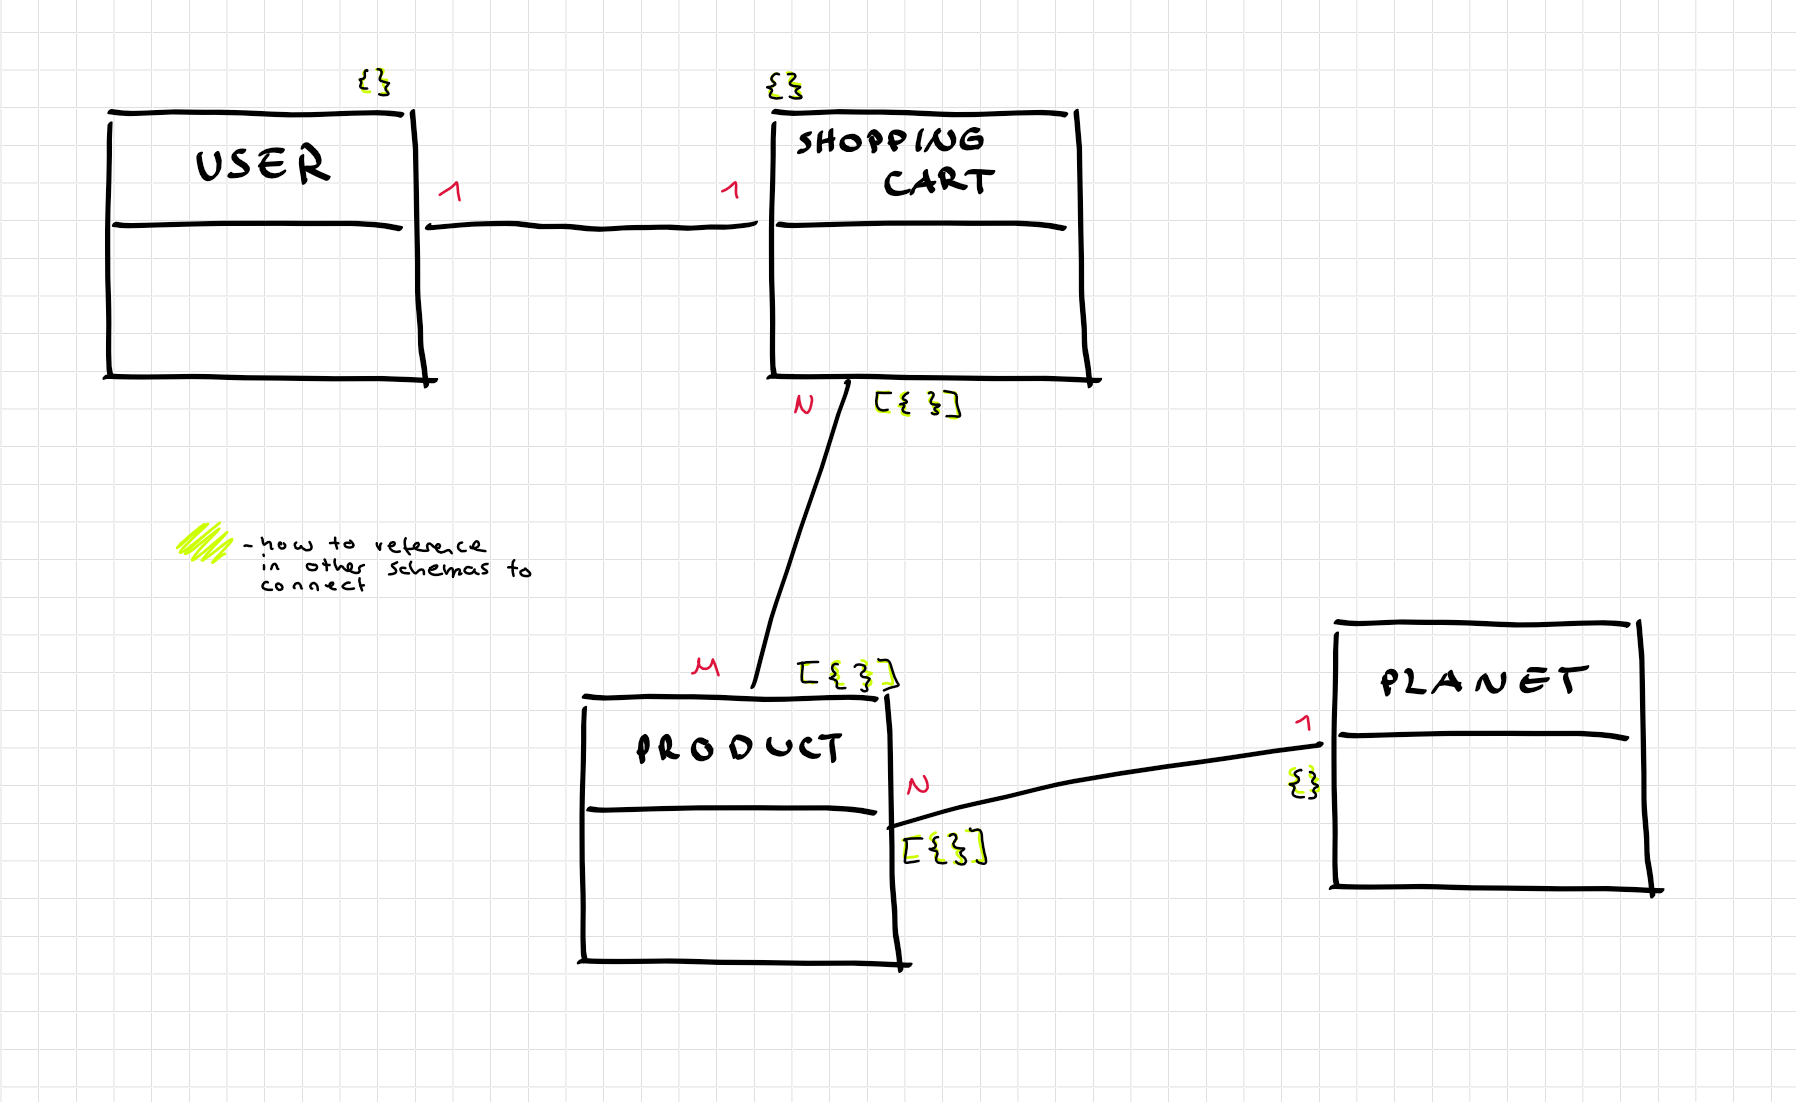 {}
{}
USER
SHOPPING
CART
1
1
N
[{ }]
- how to reference
in other schemas to
connect
M
[{ }]
PRODUCT
PLANET
1
N
{}
[{}]